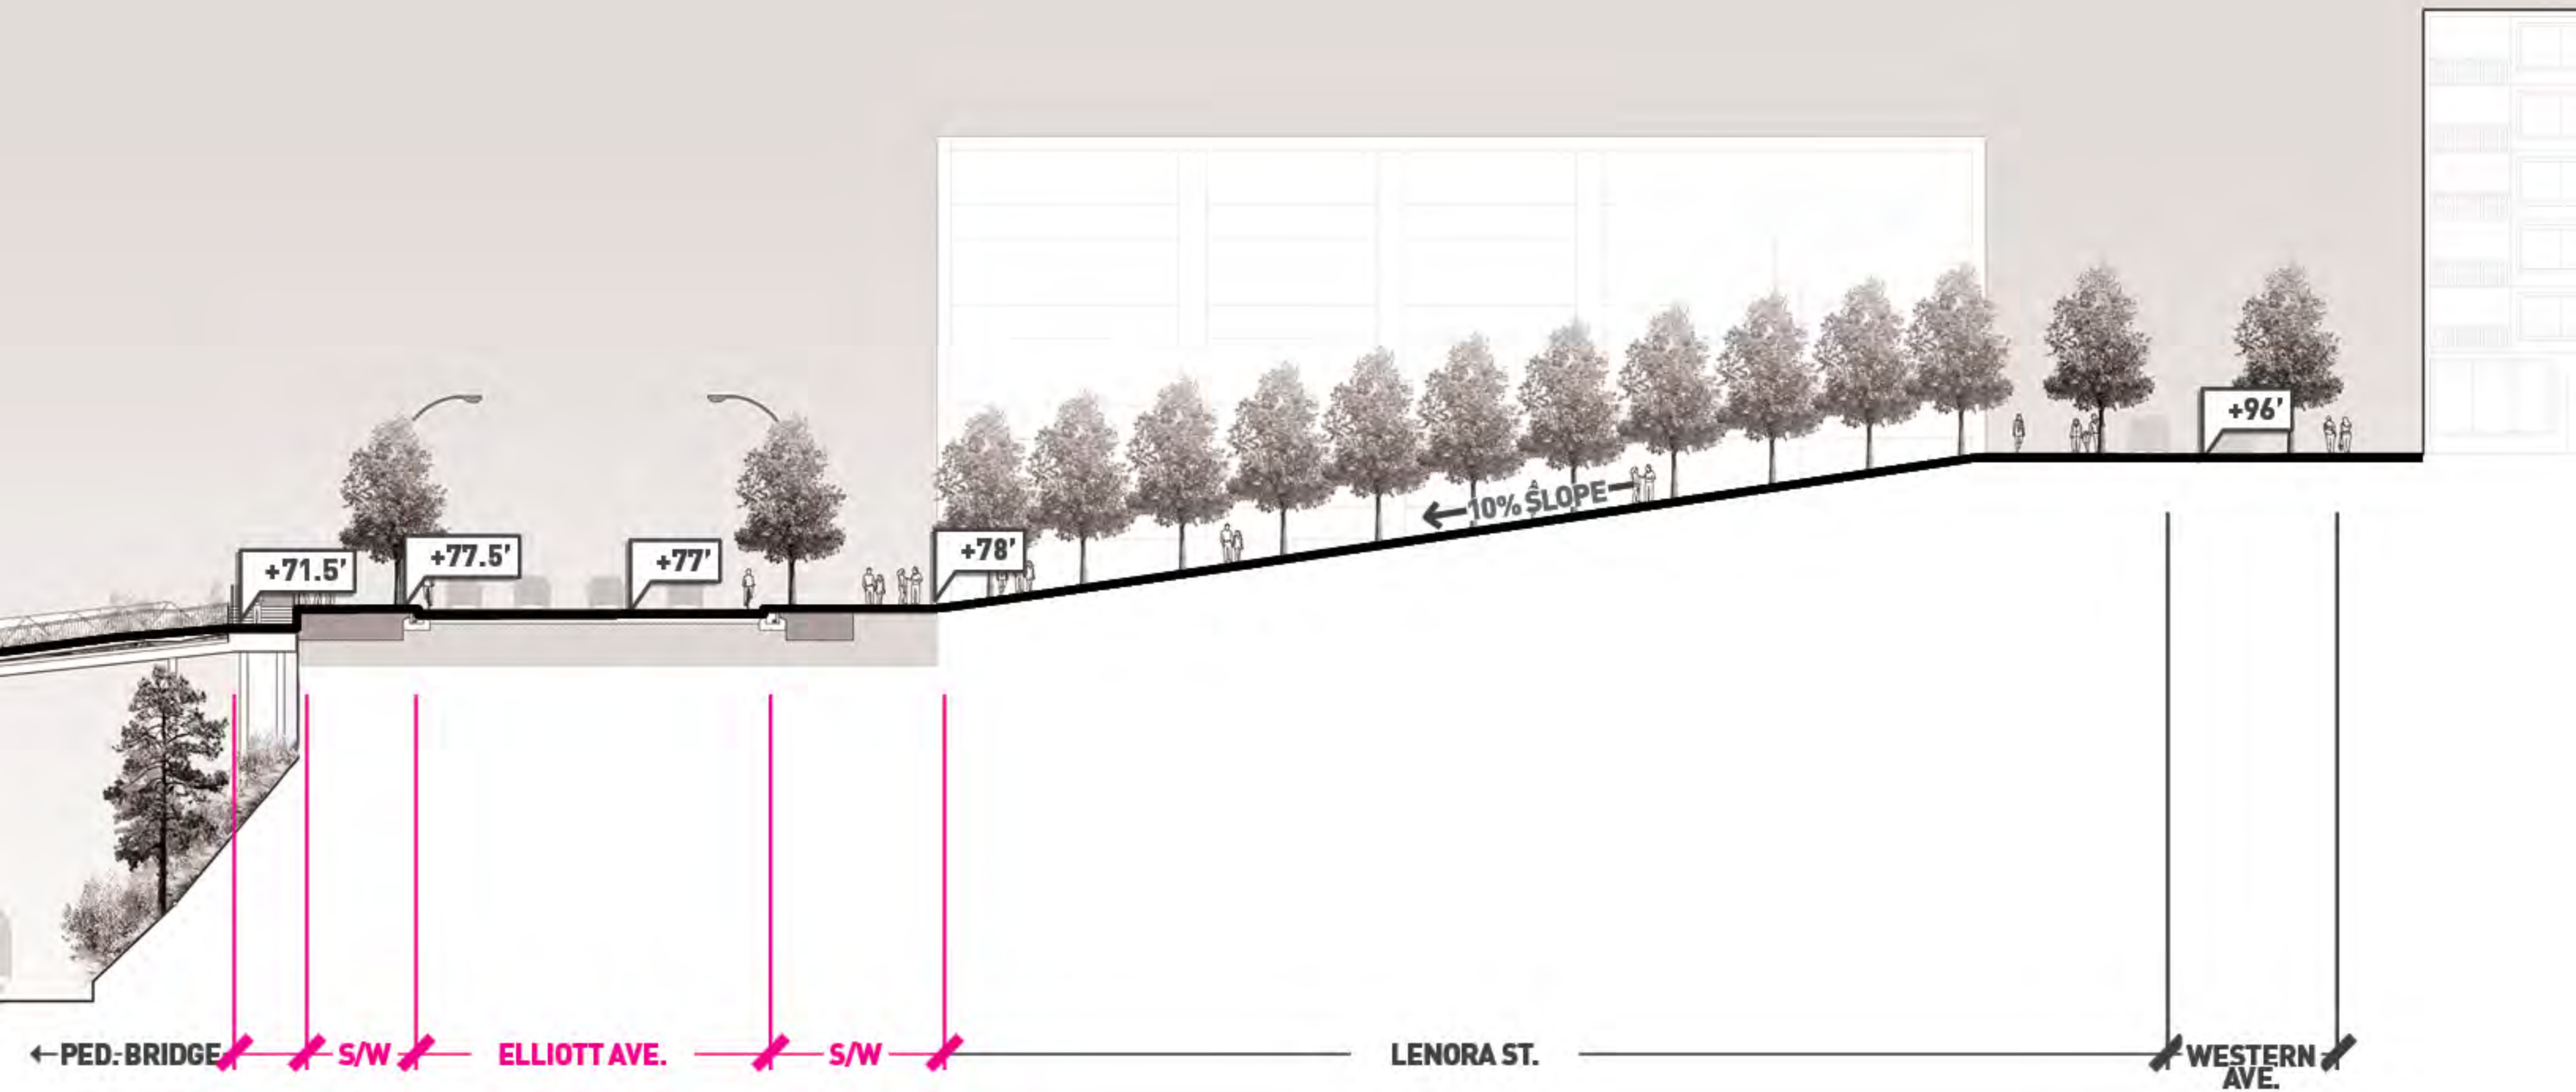 +96'
10% SLOPE
+71.5'
+77.5'
+77'
+78'
PED. BRIDGE
S/W
ELLIOTT AVE.
S/W
LENORA ST.
WESTERN
AVE.